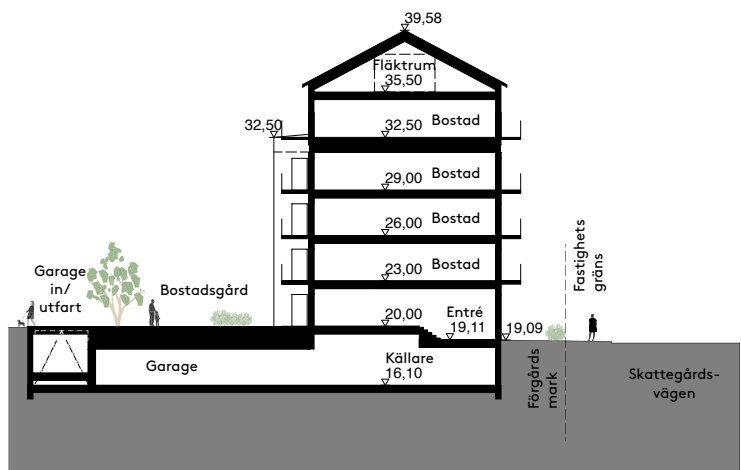 39,58
Fläktrum
35,50
32,50
32,50
Bostad
29,00
Bostad
26,00
Bostad
23,00
Bostad
Garage
in/
utfart
Bostadsgård
20,00
Entré
19,11
19,09
Fastighets
gräns
Garage
Källare
16,10
Förgårds
mark
Skattegårds-
vägen